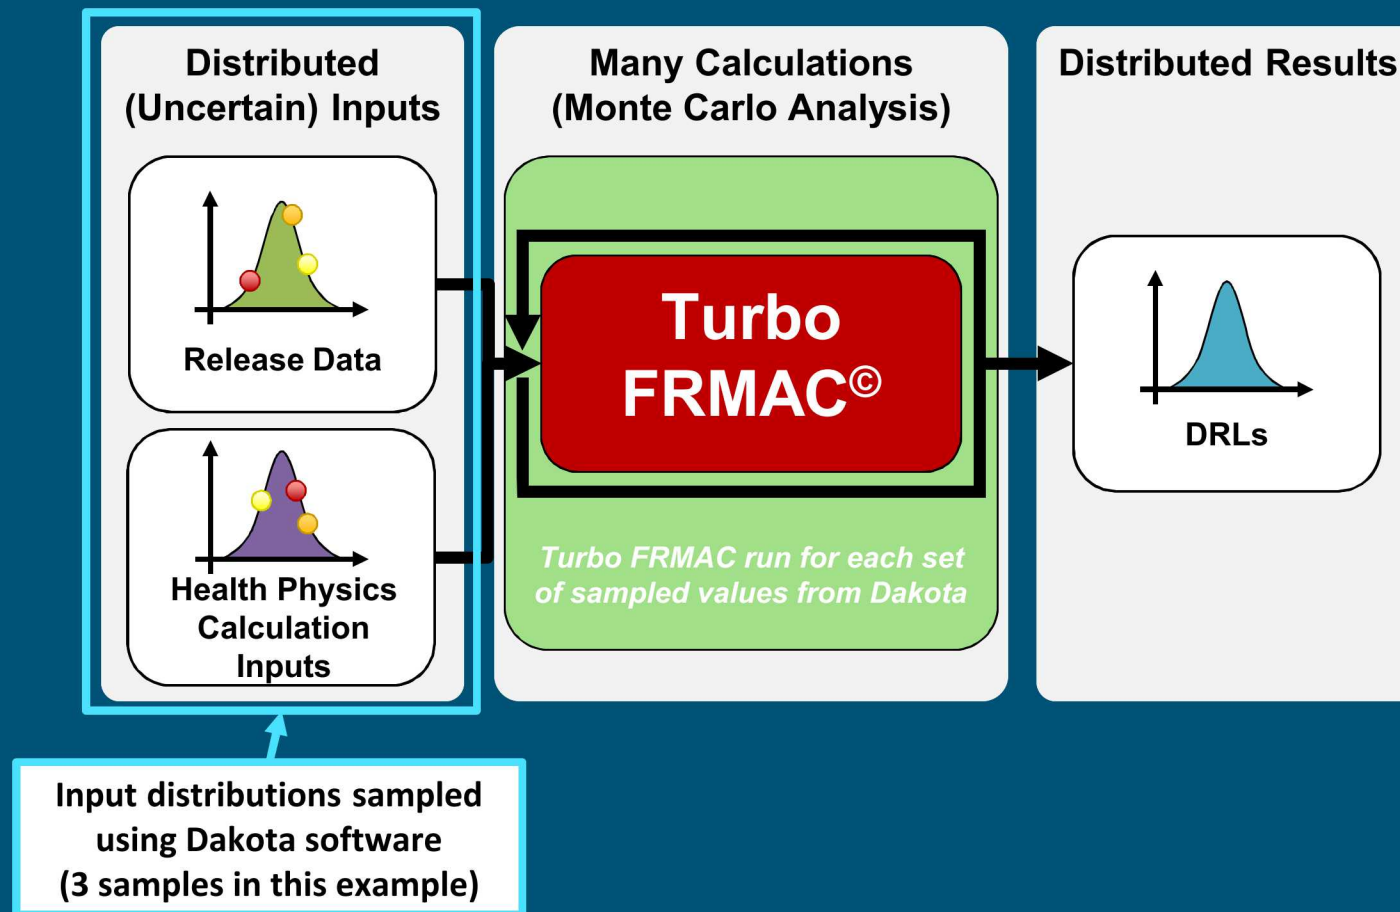 Distributed
(Uncertain) Inputs
Release Data
Health Physics
Calculation
Inputs
Many Calculations
(Monte Carlo Analysis)
Turbo
FRMAC©
Turbo FRMAC run for each set
of sampled values from Dakota
Distributed Results
DRLs
Input distributions sampled
using Dakota software
(3 samples in this example)